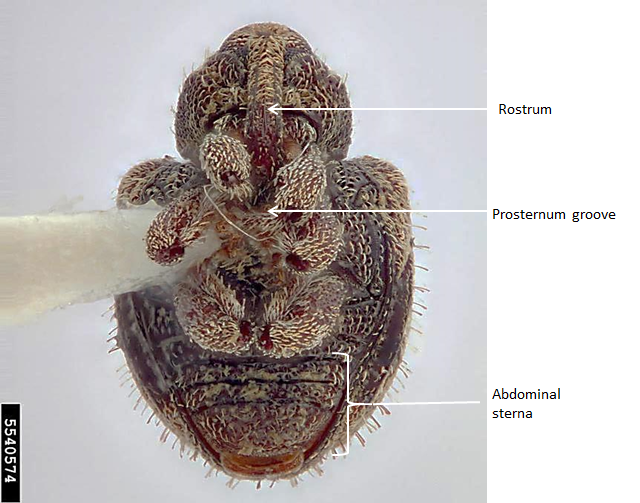 Rostrum
Prosternum groove
Abdominal
sterna
5540574